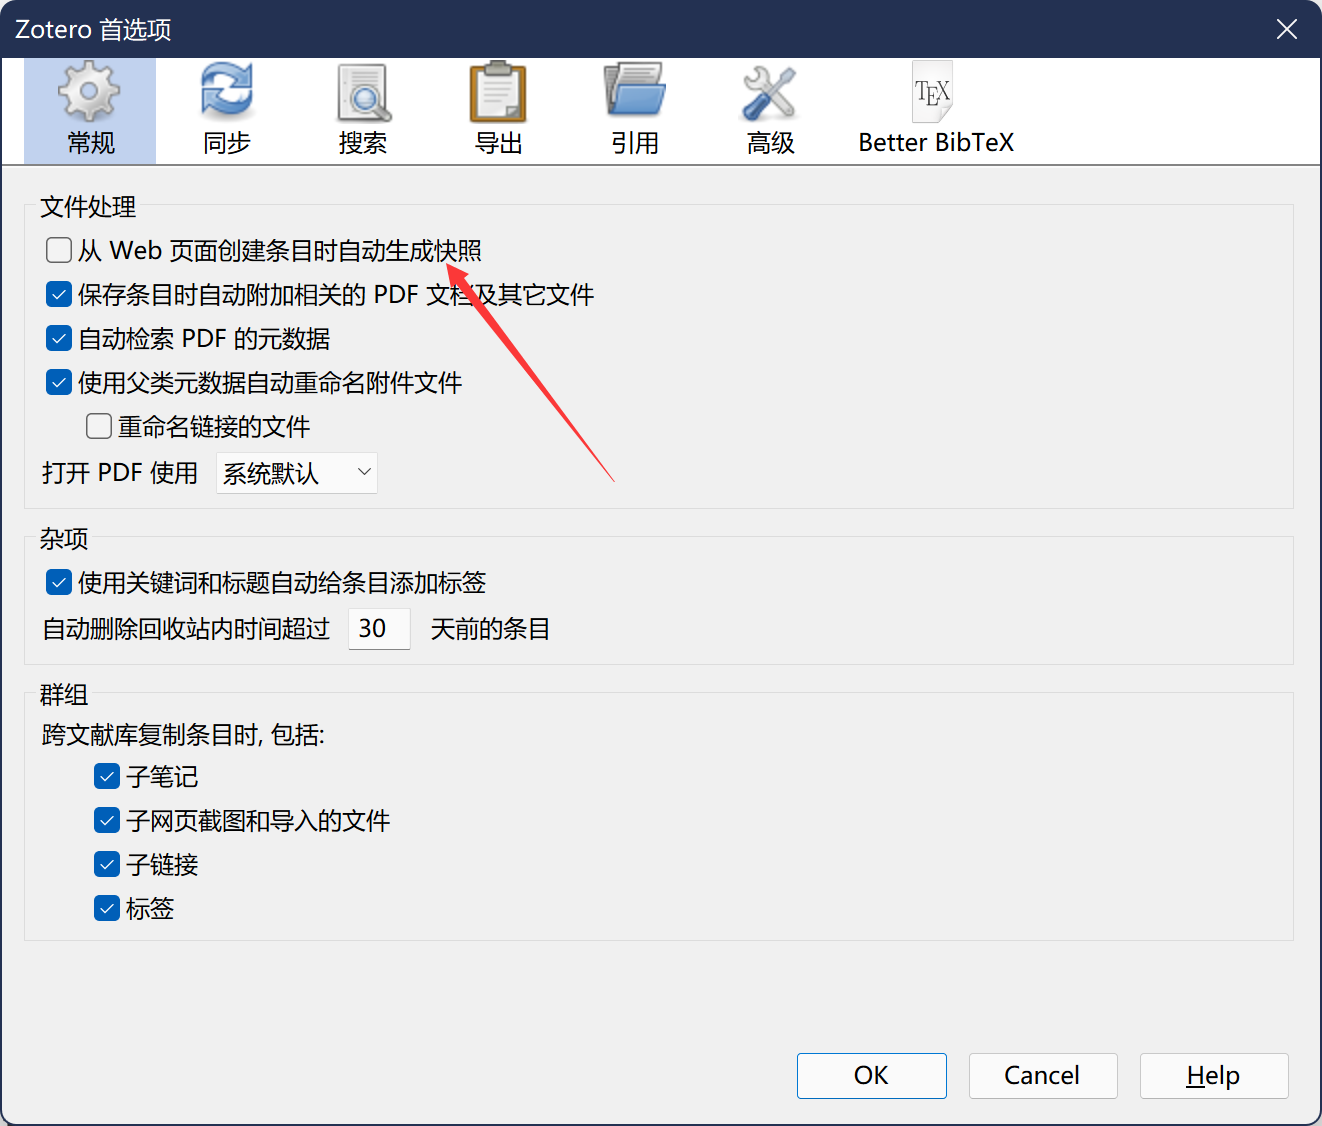 Zotero 首选项
常规
同步
搜索
导出
引用
高级
TEX
Better BibTeX
文件处理
从 Web 页面创建条目时自动生成快照
保存条目时自动附加相关的 PDF 文档及其它文件
自动检索 PDF 的元数据
使用父类元数据自动重命名附件文件
重命名链接的文件
打开 PDF 使用 系统默认
杂项
使用关键词和标题自动给条目添加标签
自动删除回收站内时间超过 30 天前的条目
群组
跨文献库复制条目时, 包括:
子笔记
子网页截图和导入的文件
子链接
标签
OK
Cancel
Help